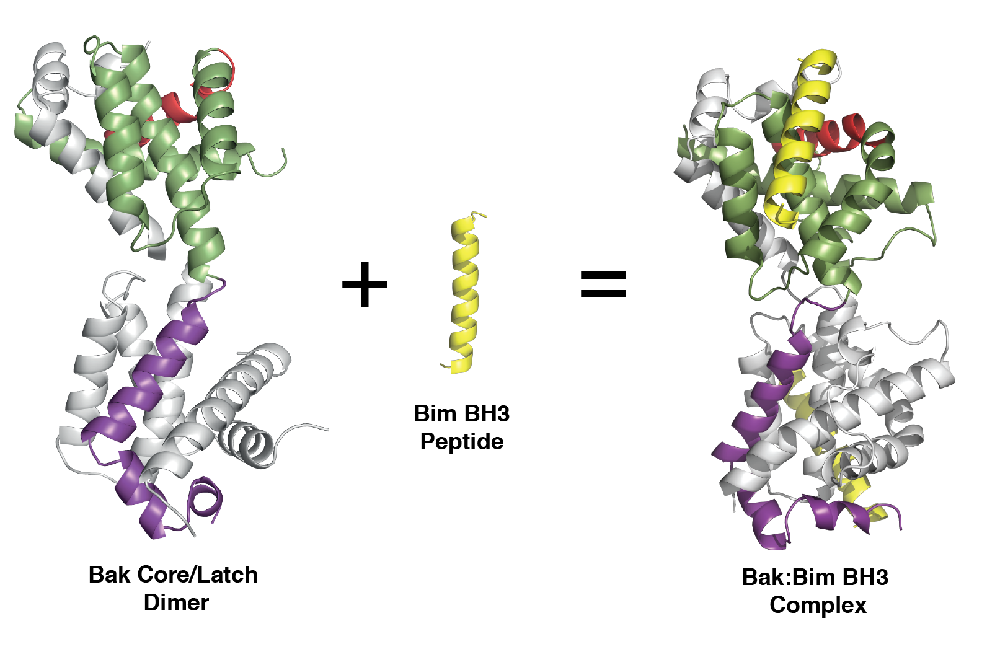 Bak Core/Latch
Dimer
+
Bim BH3
Peptide
=
Bak:Bim BH3
Complex